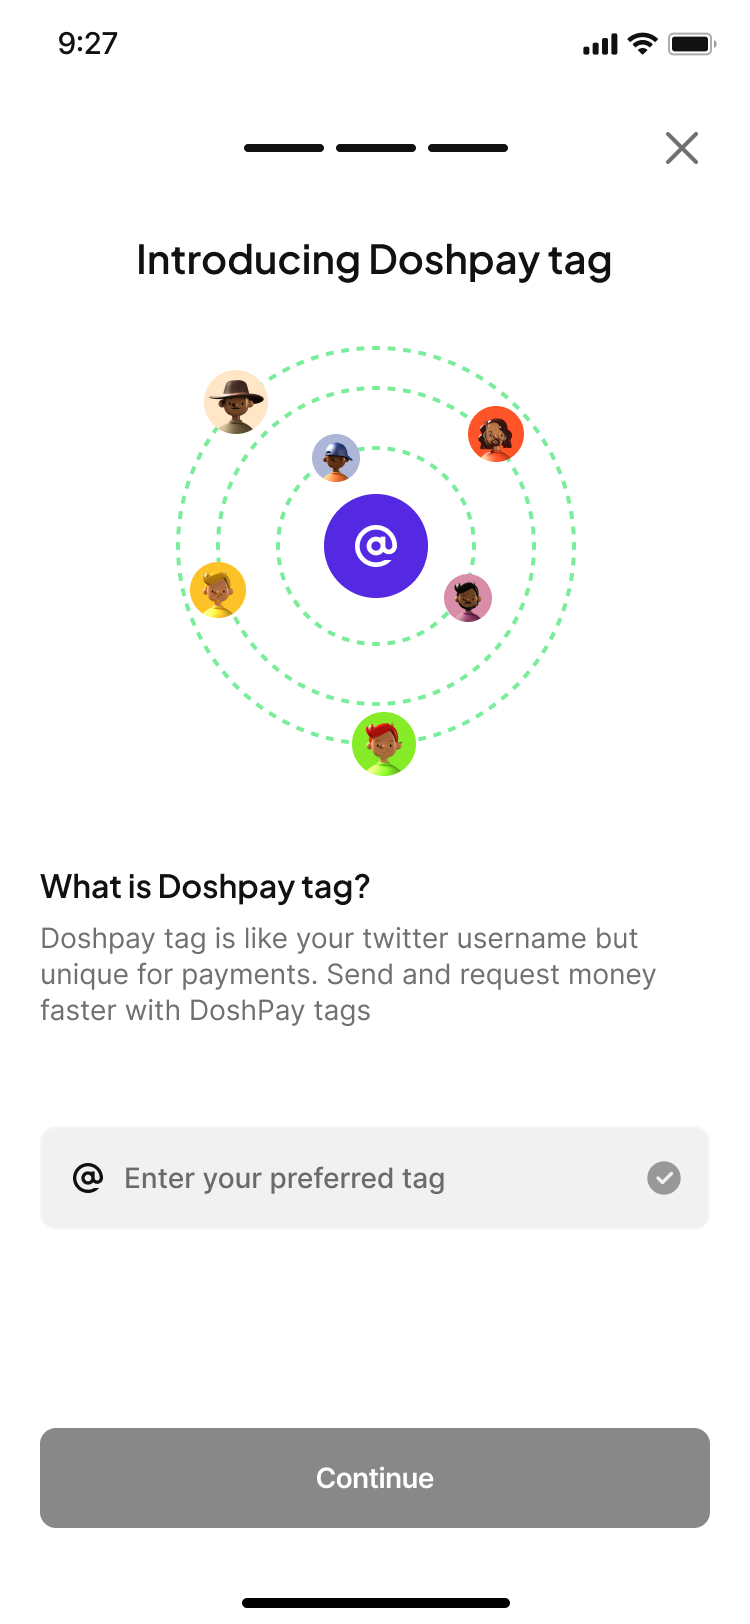 9:27
Introducing Doshpay tag
@
What is Doshpay tag?
Doshpay tag is like your twitter username but
unique for payments. Send and request money
faster with DoshPay tags
@ Enter your preferred tag
Continue